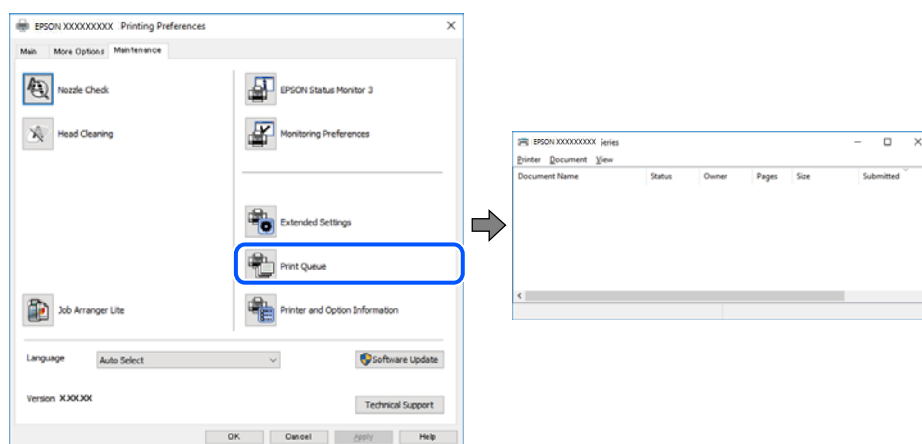 EPSON XXXXXXXXX Printing Preferences
Main More Options Maintenance
Nozzle Check
EPSON Status Monitor 3
Head Cleaning
Monitoring Preferences
Extended Settings
Print Queue
Job Arranger Lite
Printer and Option Information
Language Auto Select Software Update
Version X.XX.XX
Technical Support
OK Cancel Apply Help
EPSON XXXXXXXXX ieries
Printer Document View
Document Name Status Owner Pages Size Submitted